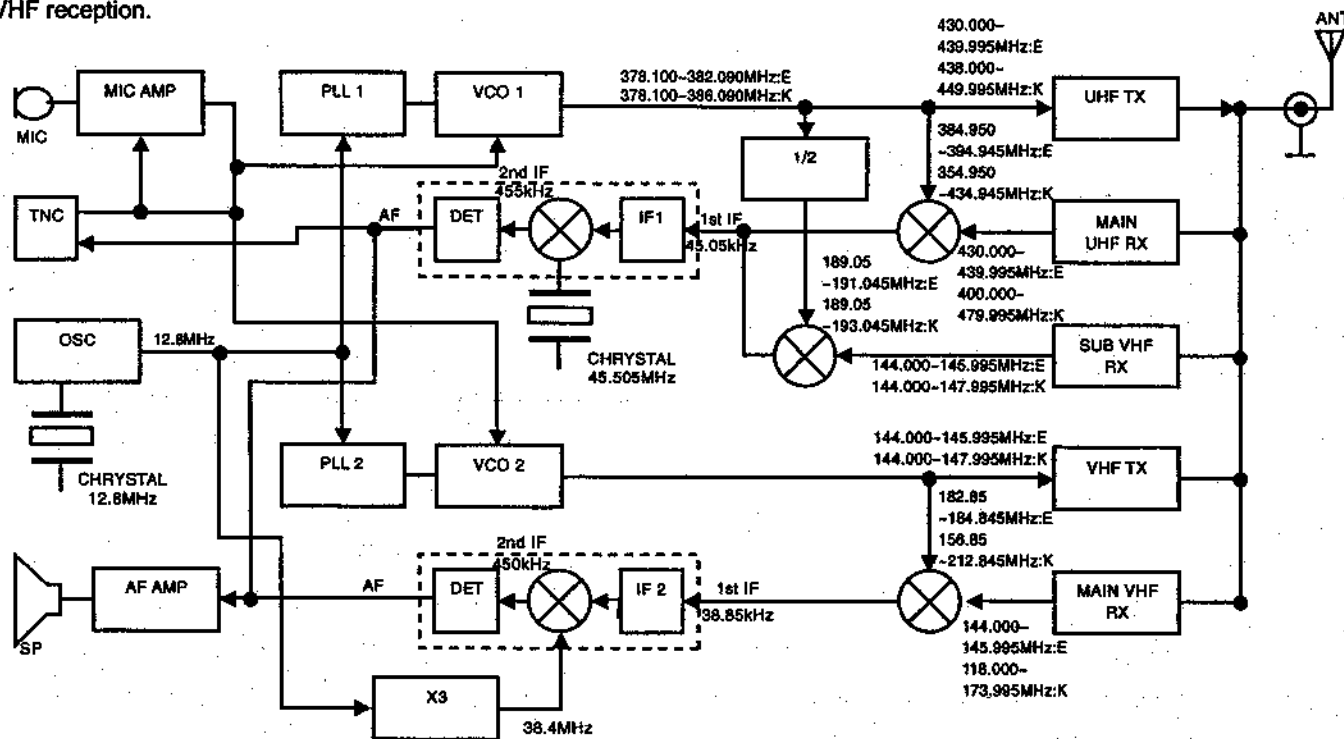 VHF reception.
ANT
430.000~
439.995MHz:E
438.000~
449.995MHz:K
378.100~382.090MHz:E
378.100~386.090MHz:K
MIC AMP
PLL 1
VCO 1
UHF TX
MIC
1/2
384.950
~394.945MHz:E
354.950
~434.945MHz:K
2nd IF
455kHz
TNC
AF
DET
IF1
1st IF
45.05kHz
MAIN
UHF RX
430.000~
439.995MHz:E
400.000~
479.995MHz:K
189.05
~191.045MHz:E
189.05
~193.045MHz:K
OSC
12.8MHz
CHRYSTAL
45.505MHz
SUB VHF
RX
144.000~145.995MHz:E
144.000~147.995MHz:K
CHRYSTAL
12.8MHz
PLL 2
VCO 2
144.000~145.995MHz:E
144.000~147.995MHz:K
VHF TX
182.85
~184.845MHz:E
156.85
~212.845MHz:K
2nd IF
450kHz
AF AMP
AF
DET
IF 2
1st IF
38.85kHz
MAIN VHF
RX
SP
144.000~
145.995MHz:E
118.000~
173.995MHz:K
X3
38.4MHz